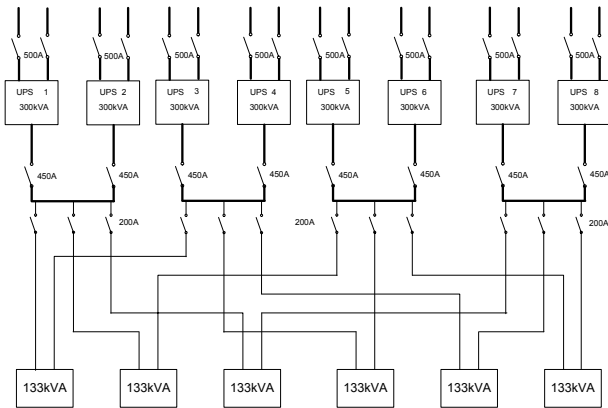 500A 500A 500A 500A 500A 500A 500A 500A
UPS 1 UPS 2 UPS 3 UPS 4 UPS 5 UPS 6 UPS 7 UPS 8
300kVA 300kVA 300kVA 300kVA 300kVA 300kVA 300kVA 300kVA
450A 450A 450A 450A 450A 450A 450A 450A
200A 200A 200A
133kVA 133kVA 133kVA 133kVA 133kVA 133kVA